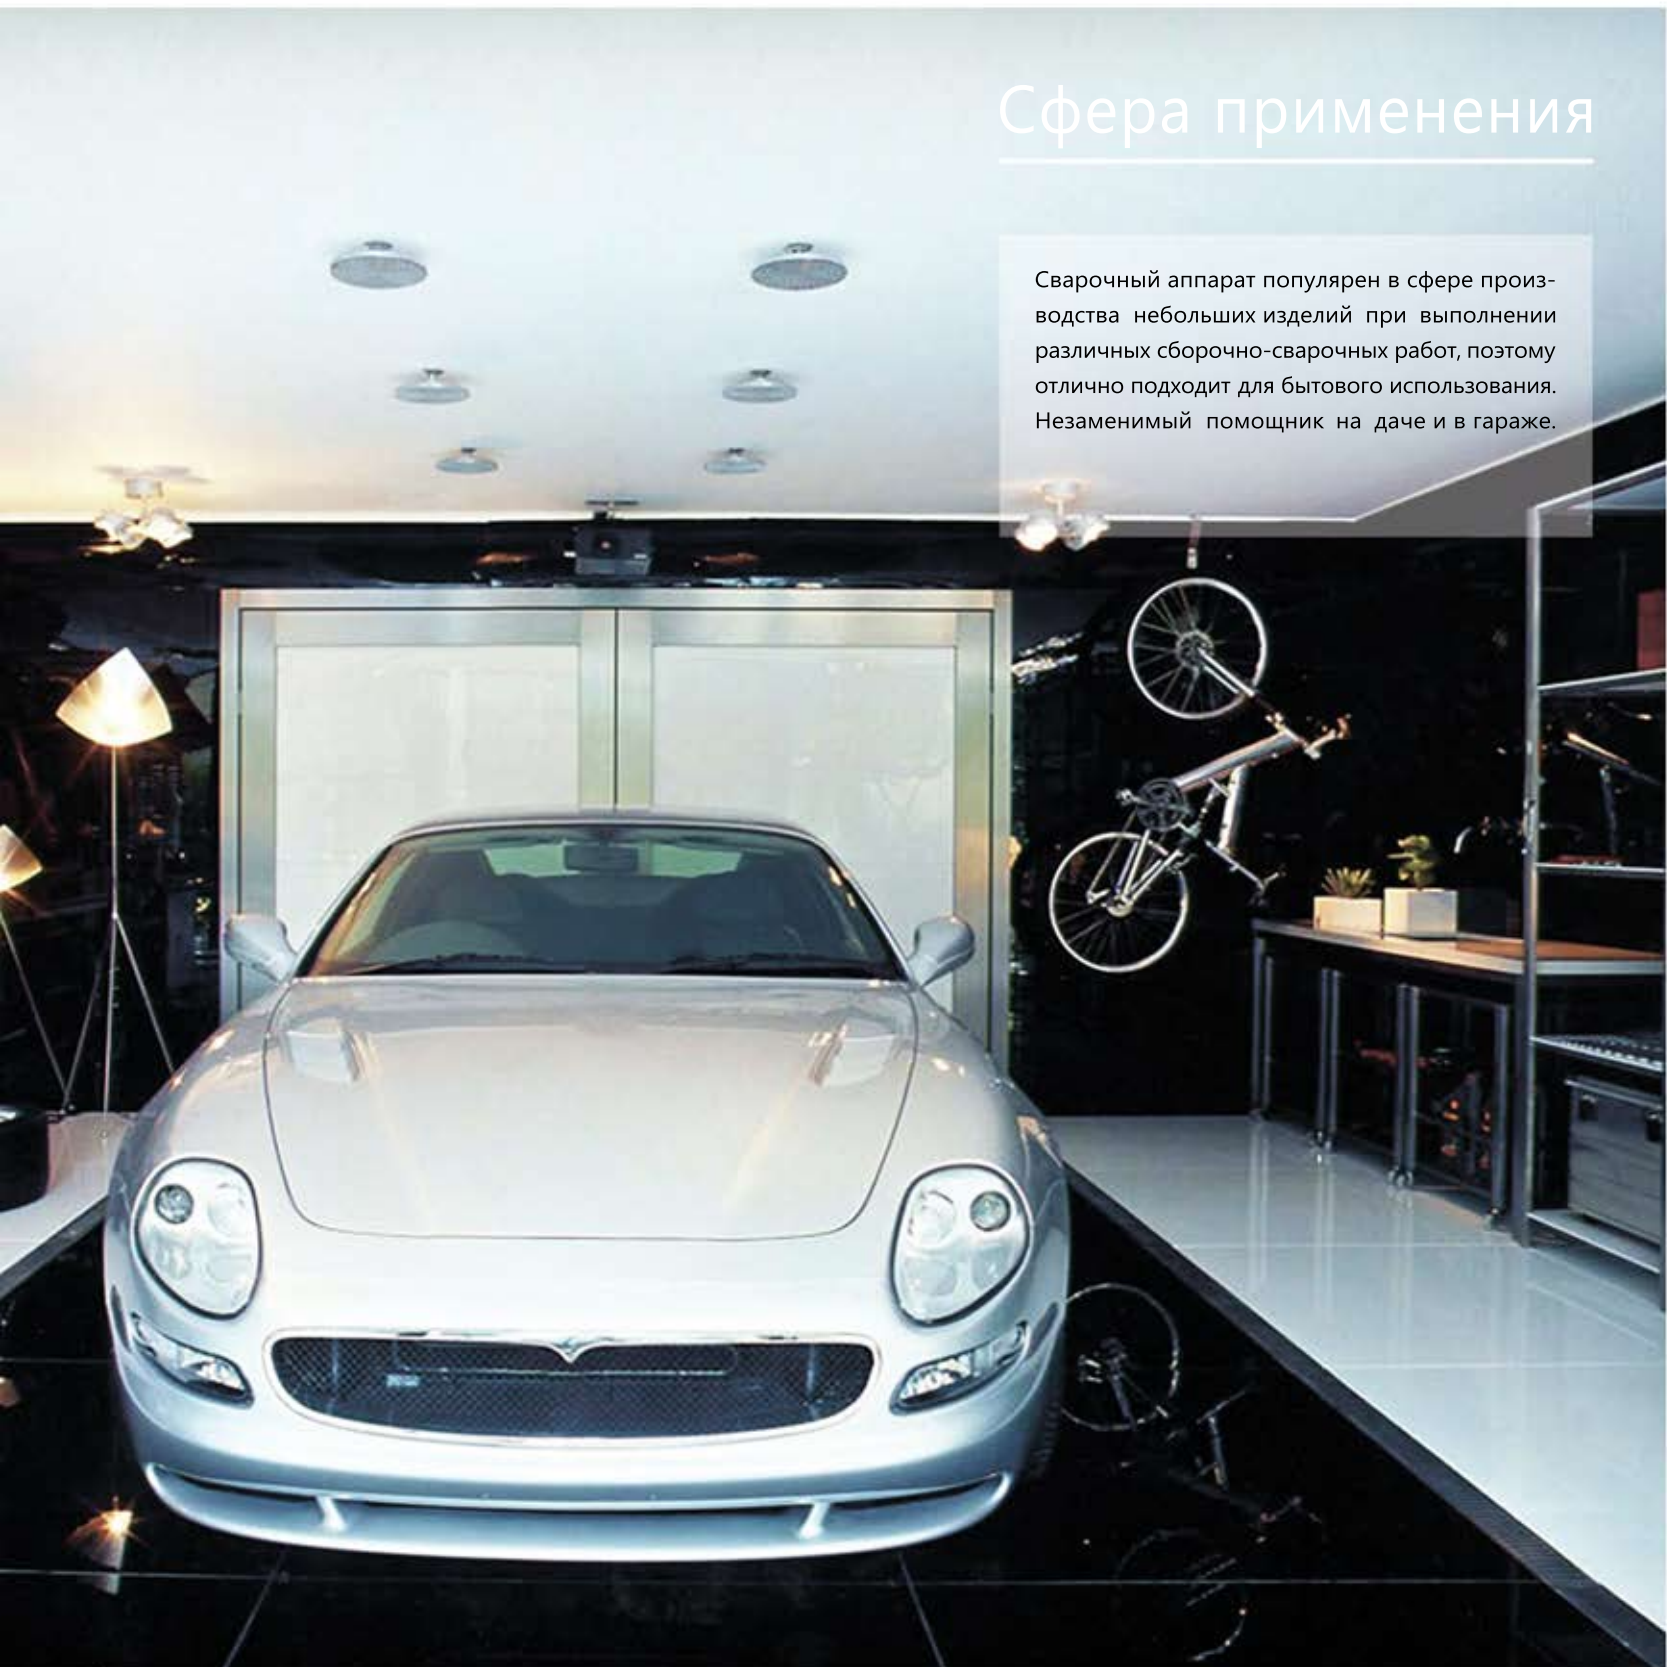 Сфера применения
Сварочный аппарат популярен в сфере произ-
водства небольших изделий при выполнении
различных сборочно-сварочных работ, поэтому
отлично подходит для бытового использования.
Незаменимый помощник на даче и в гараже.